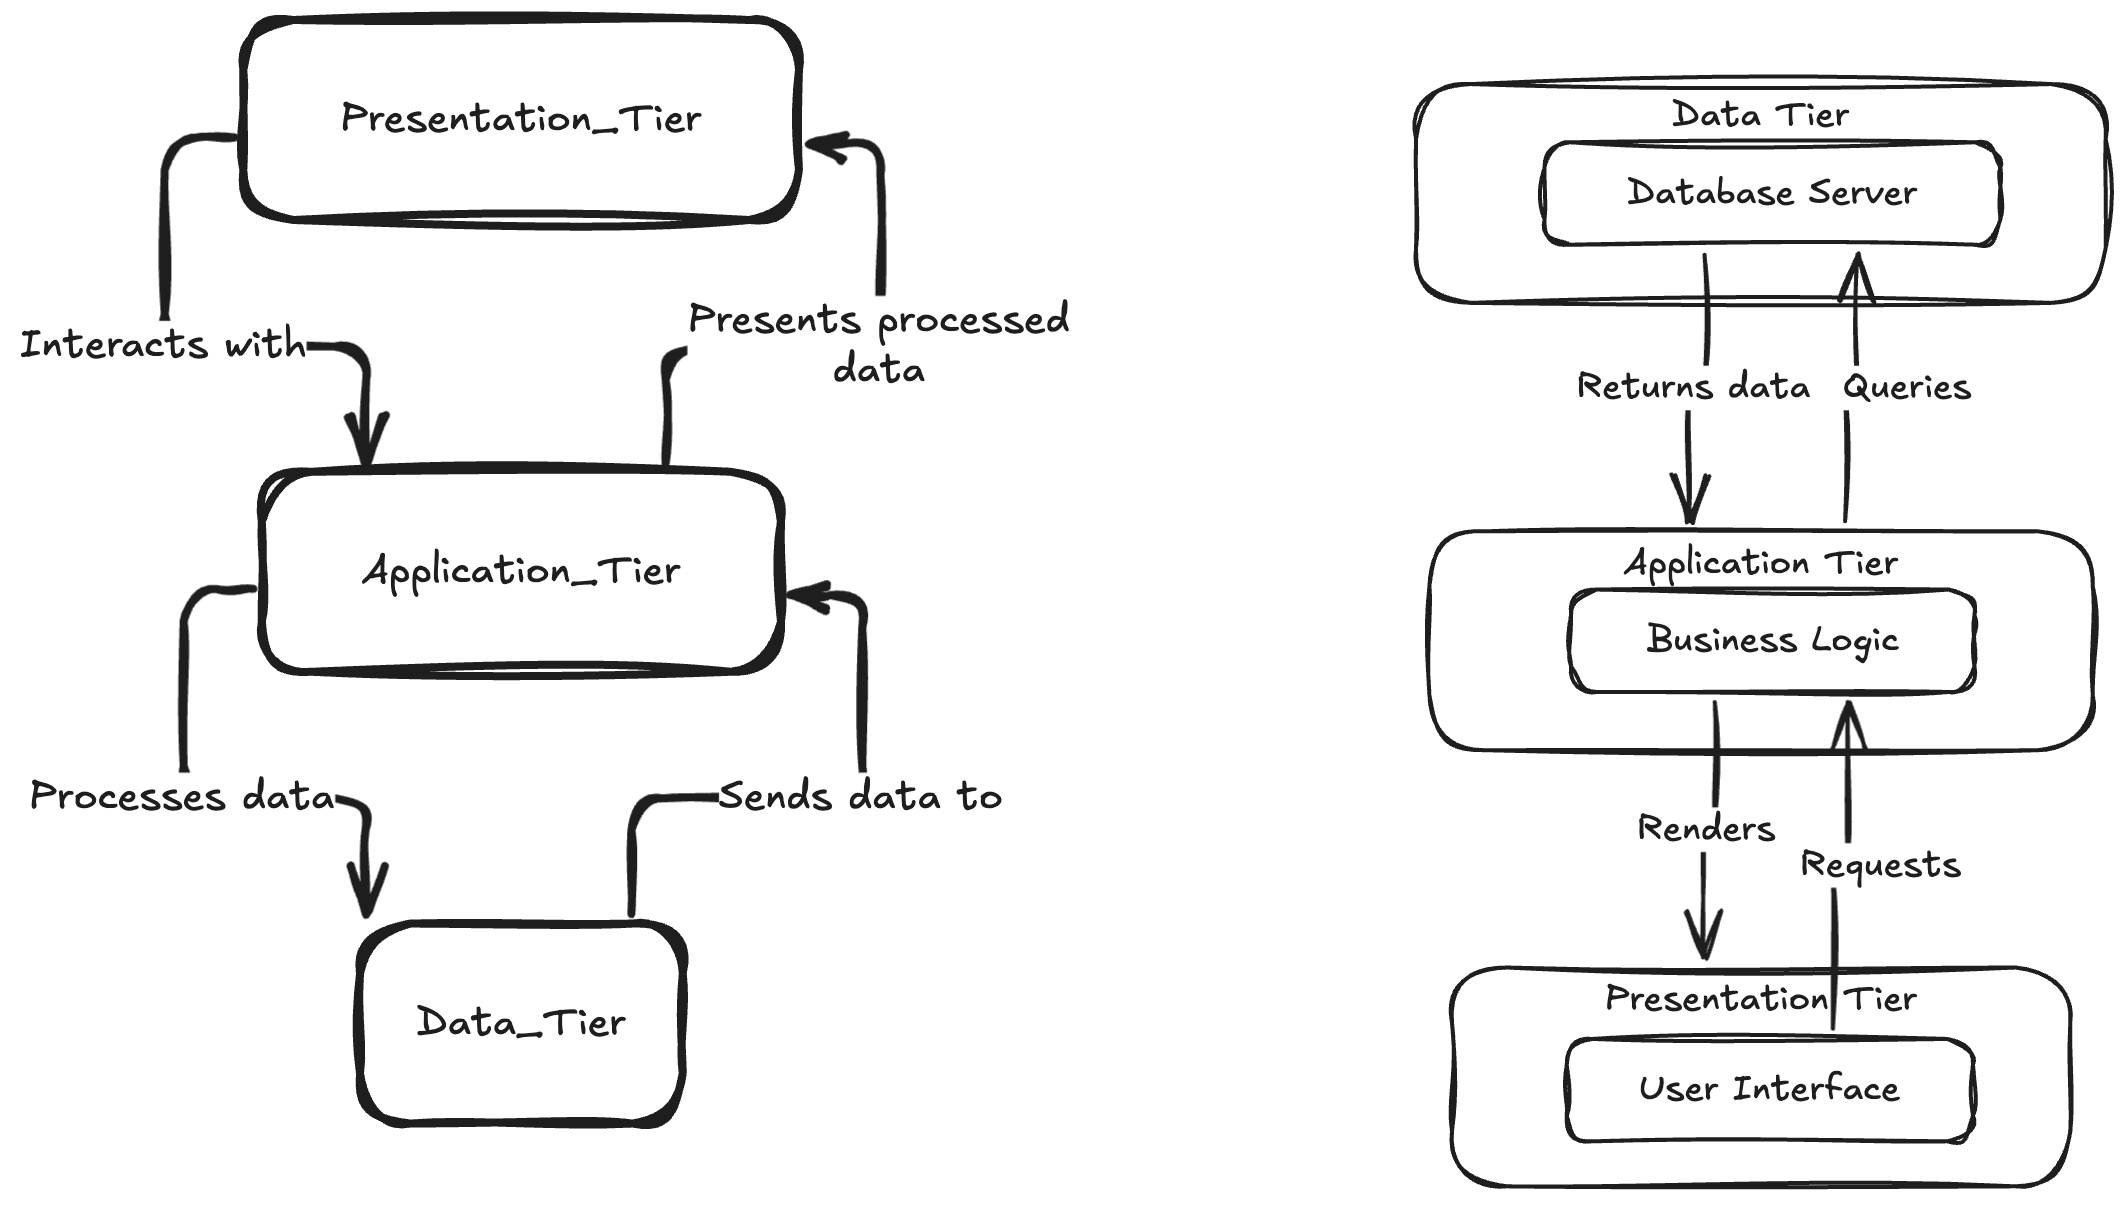 Presentation_Tier
Interacts with
Presents processed
data
Application_Tier
Processes data
Sends data to
Data_Tier
Data Tier
Database Server
Returns data
Queries
Application Tier
Business Logic
Renders
Requests
Presentation Tier
User Interface